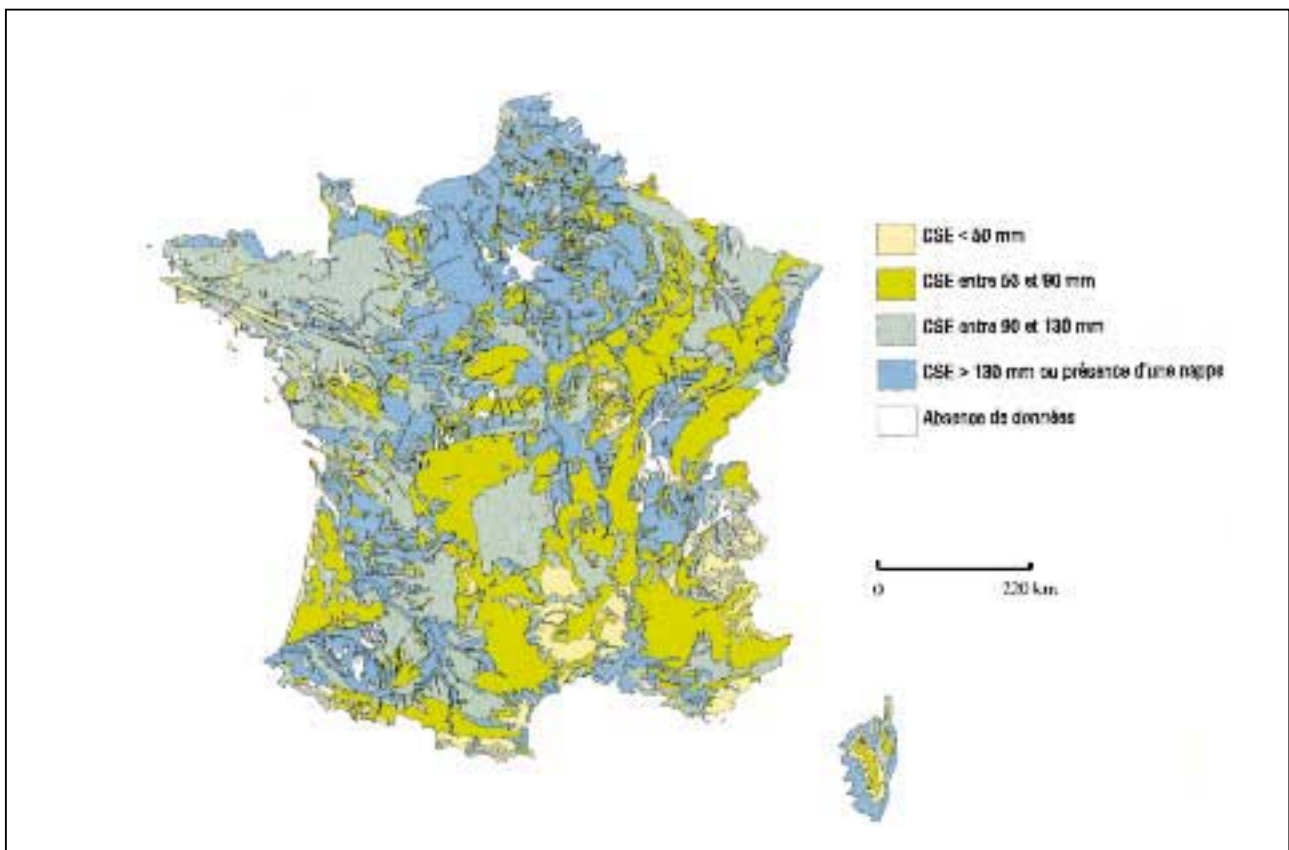 CSE < 50 mm
CSE entre 50 et 90 mm
CSE entre 90 et 130 mm
CSE > 130 mm ou présence d'une nappe
Absence de données
0 220 km